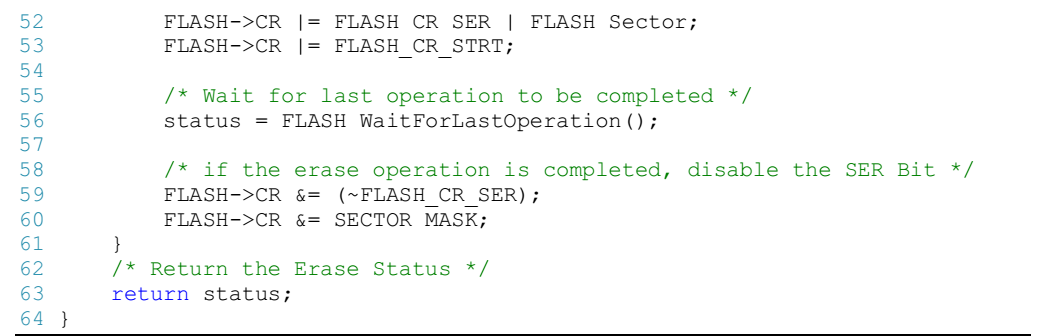 52 FLASH->CR |= FLASH CR SER | FLASH Sector;
53 FLASH->CR |= FLASH_CR_STRT;
54
55 /* Wait for last operation to be completed */
56 status = FLASH WaitForLastOperation();
57
58 /* if the erase operation is completed, disable the SER Bit */
59 FLASH->CR &= (~FLASH_CR_SER);
60 FLASH->CR &= SECTOR MASK;
61 }
62 /* Return the Erase Status */
63 return status;
64 }